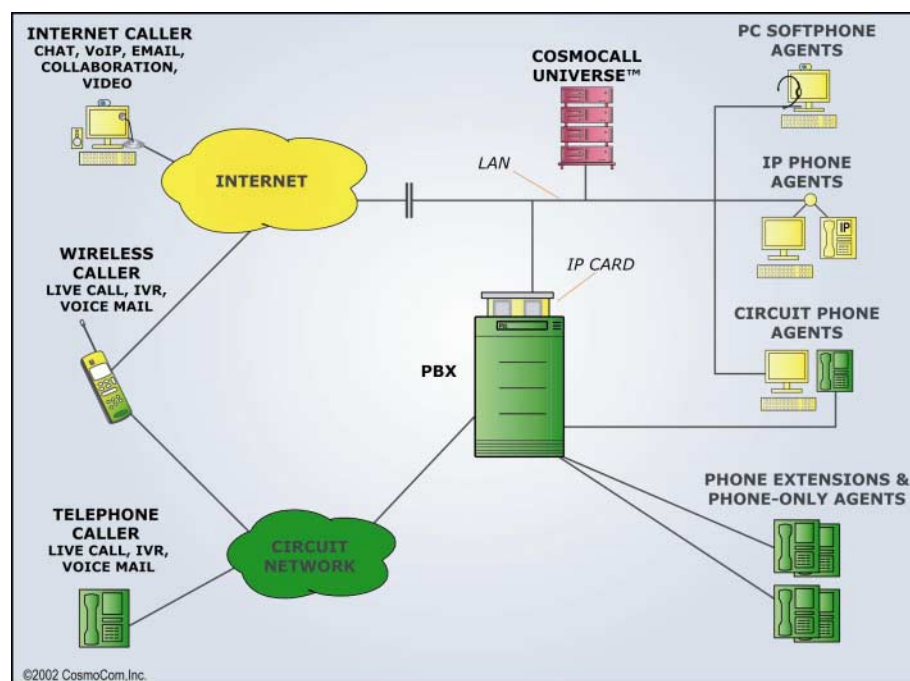 INTERNET CALLER
CHAT, VoIP, EMAIL,
COLLABORATION,
VIDEO
COSMOCALL
UNIVERSE™
PC SOFTPHONE
AGENTS
INTERNET
LAN
IP PHONE
AGENTS
IP
WIRELESS
CALLER
LIVE CALL, IVR,
VOICE MAIL
IP CARD
CIRCUIT PHONE
AGENTS
PBX
PHONE EXTENSIONS &
PHONE-ONLY AGENTS
TELEPHONE
CALLER
LIVE CALL, IVR,
VOICE MAIL
CIRCUIT
NETWORK
©2002 CosmoCom,Inc.